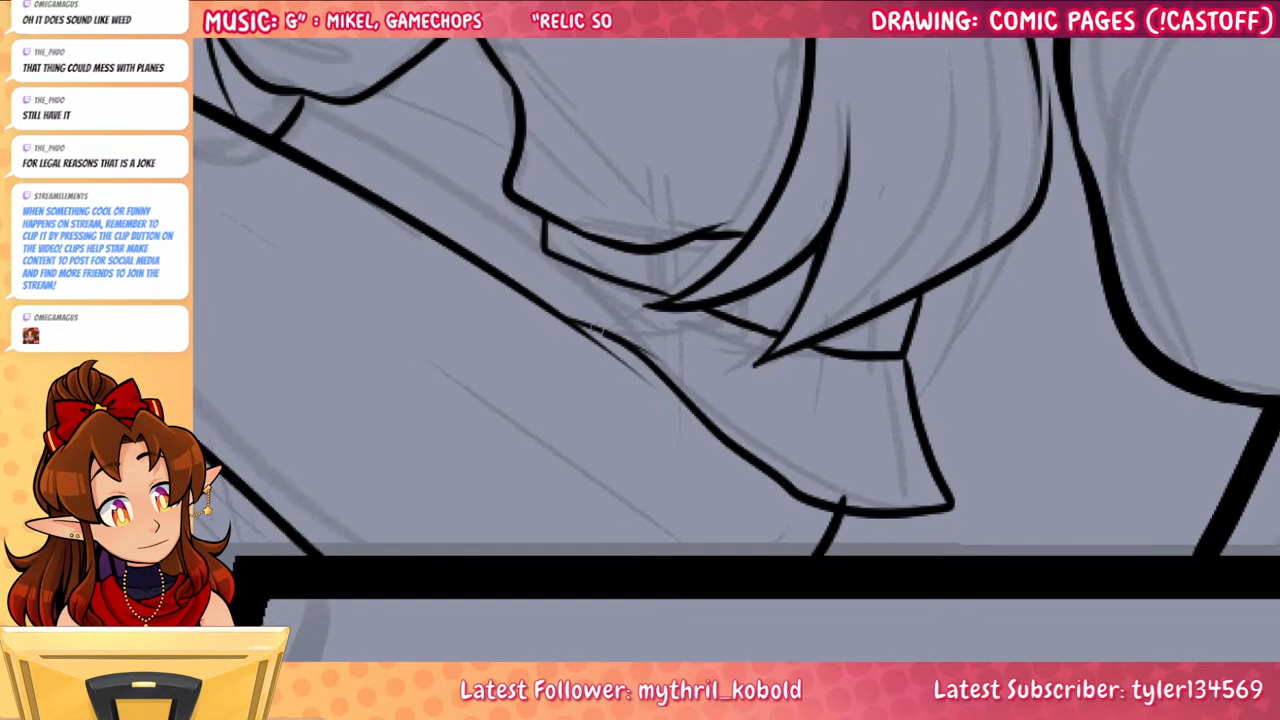 OMEGAMAGUS
OH IT DOES SOUND LIKE WEED
THE_PHDO
THAT THING COULD MESS WITH PLANES
THE_PHDO
STILL HAVE IT
THE_PHDO
FOR LEGAL REASONS THAT IS A JOKE
STREAMELEMENTS
WHEN SOMETHING COOL OR FUNNY
HAPPENS ON STREAM, REMEMBER TO
CLIP IT BY PRESSING THE CLIP BUTTON ON
THE VIDEO! CLIPS HELP STAR MAKE
CONTENT TO POST FOR SOCIAL MEDIA
AND FIND MORE FRIENDS TO JOIN THE
STREAM!
OMEGAMAGUS
MUSIC: G" : MIKEL, GAMECHOPS "RELIC SO
DRAWING: COMIC PAGES (!CASTOFF)
Latest Follower: mythril_kobold
Latest Subscriber: tyler134569